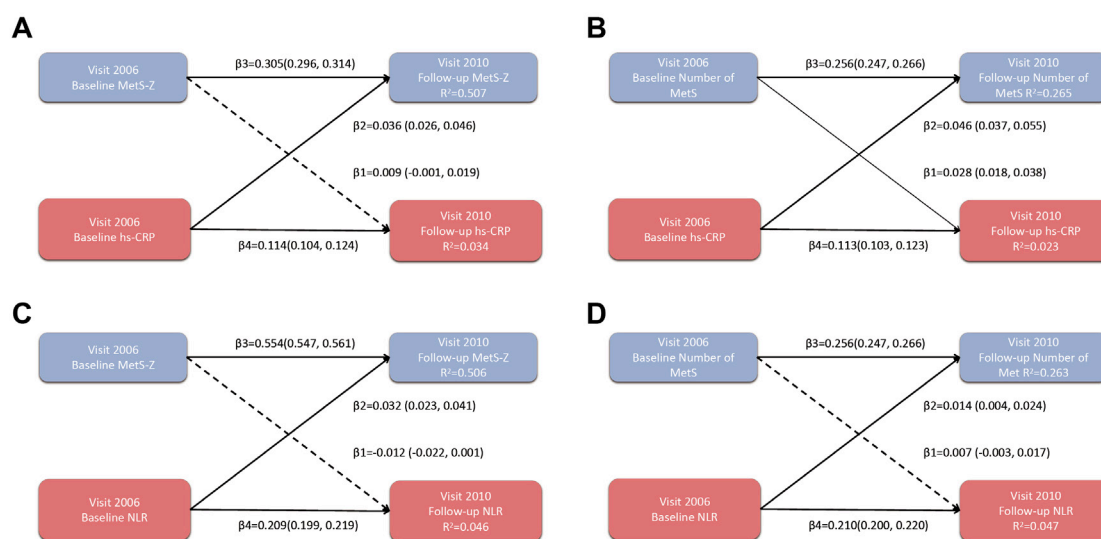 A
Visit 2006
Baseline MetS-Z
β3=0.305(0.296, 0.314)
Visit 2010
Follow-up MetS-Z
R²=0.507
β2=0.036 (0.026, 0.046)
β1=0.009 (-0.001, 0.019)
Visit 2006
Baseline hs-CRP
β4=0.114(0.104, 0.124)
Visit 2010
Follow-up hs-CRP
R²=0.034
B
Visit 2006
Baseline Number of
MetS
β3=0.256(0.247, 0.266)
Visit 2010
Follow-up Number of
MetS R²=0.265
β2=0.046 (0.037, 0.055)
β1=0.028 (0.018, 0.038)
Visit 2006
Baseline hs-CRP
β4=0.113(0.103, 0.123)
Visit 2010
Follow-up hs-CRP
R²=0.023
C
Visit 2006
Baseline MetS-Z
β3=0.554(0.547, 0.561)
Visit 2010
Follow-up MetS-Z
R²=0.506
β2=0.032 (0.023, 0.041)
β1=-0.012 (-0.022, 0.001)
Visit 2006
Baseline NLR
β4=0.209(0.199, 0.219)
Visit 2010
Follow-up NLR
R²=0.046
D
Visit 2006
Baseline Number of
MetS
β3=0.256(0.247, 0.266)
Visit 2010
Follow-up Number of
Met R²=0.263
β2=0.014 (0.004, 0.024)
β1=0.007 (-0.003, 0.017)
Visit 2006
Baseline NLR
β4=0.210(0.200, 0.220)
Visit 2010
Follow-up NLR
R²=0.047